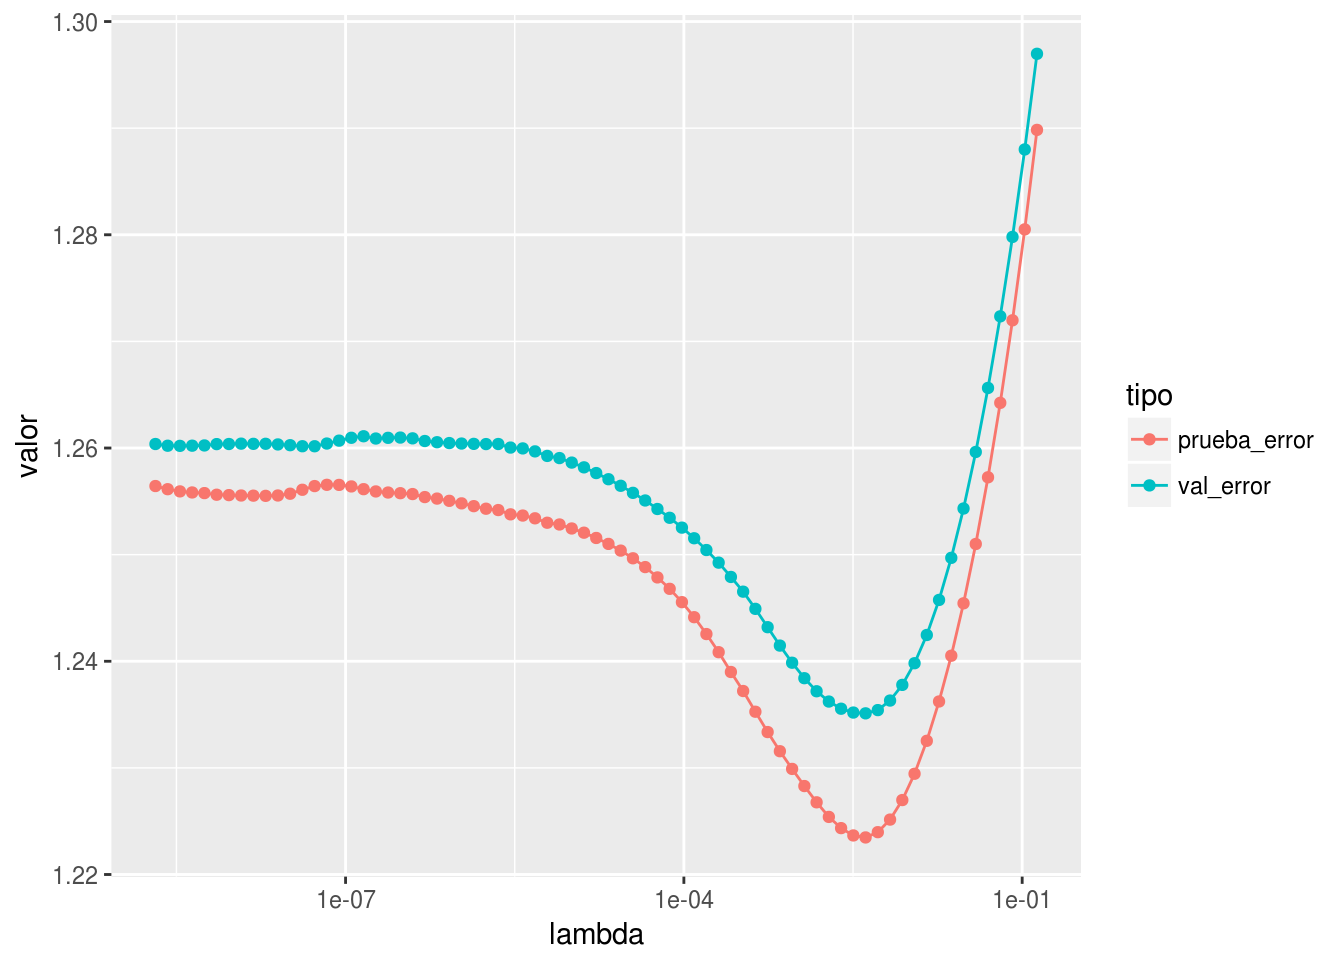 1.30
1.28
1.26
1.24
1.22
valor
1e-07
1e-04
1e-01
lambda
tipo
prueba_error
val_error